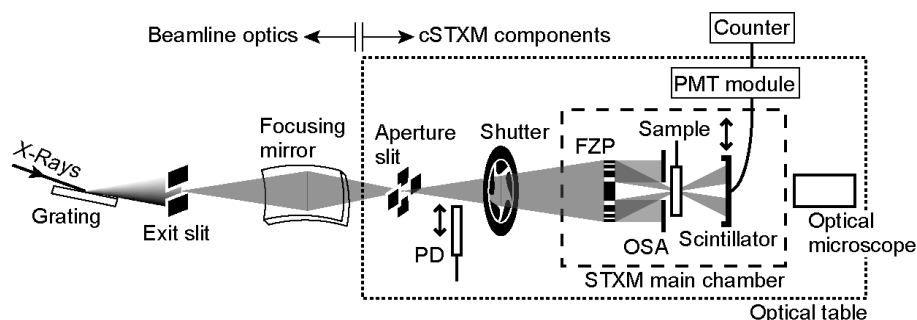 Beamline optics
cSTXM components
Counter
PMT module
X-Rays
Grating
Exit slit
Focusing
mirror
Aperture
slit
PD
Shutter
FZP
OSA
Sample
Scintillator
STXM main chamber
Optical
microscope
Optical table